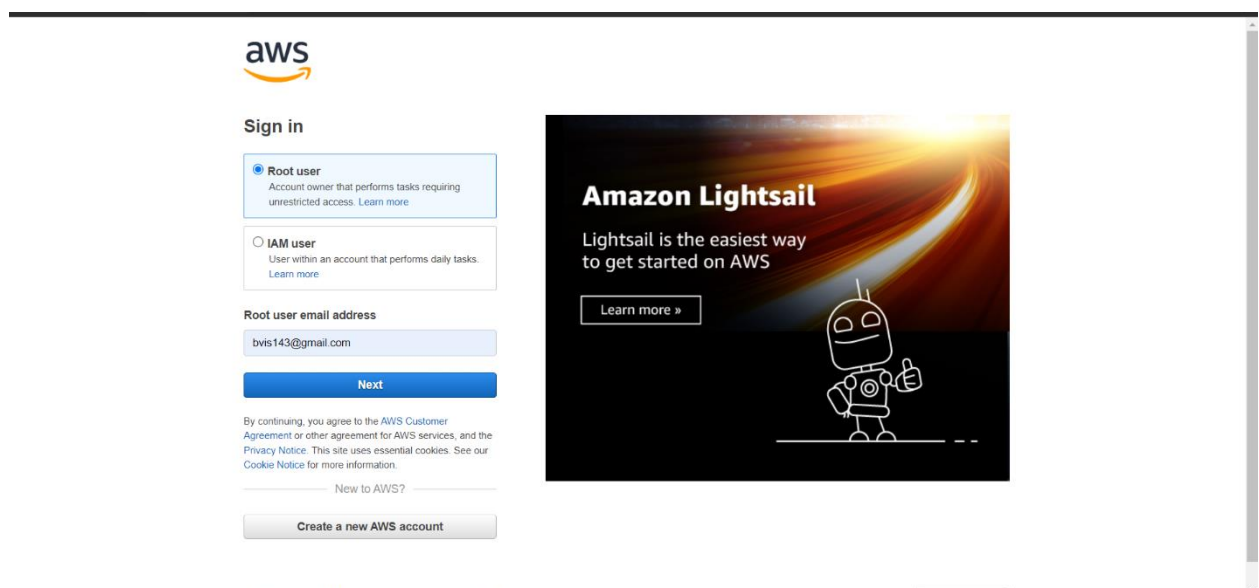 aws
Sign in
Root user
Account owner that performs tasks requiring
unrestricted access. Learn more
IAM user
User within an account that performs daily tasks.
Learn more
Root user email address
bvis143@gmail.com
Next
By continuing, you agree to the AWS Customer
Agreement or other agreement for AWS services, and the
Privacy Notice. This site uses essential cookies. See our
Cookie Notice for more information.
New to AWS?
Create a new AWS account
Amazon Lightsail
Lightsail is the easiest way
to get started on AWS
Learn more »